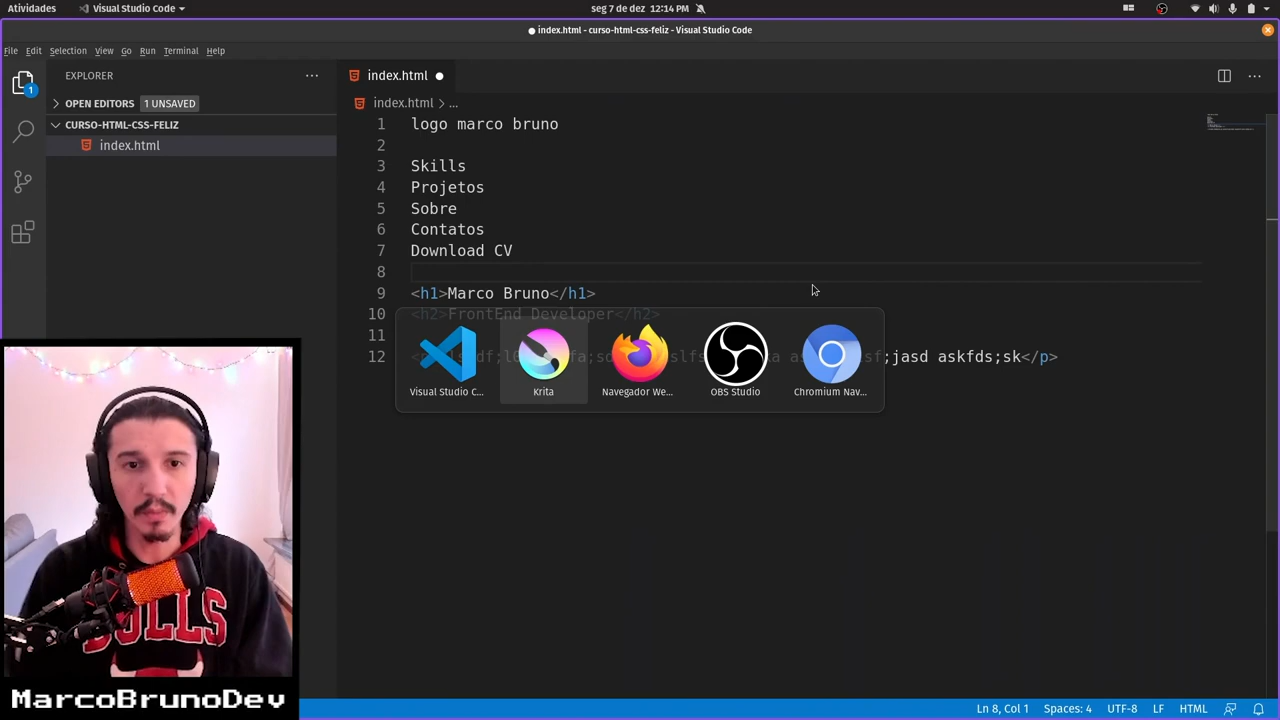 Atividades
Visual Studio Code
seg 7 de dez 12:14 PM
● index.html - curso-html-css-feliz - Visual Studio Code
File Edit Selection View Go Run Terminal Help
EXPLORER
OPEN EDITORS 1 UNSAVED
CURSO-HTML-CSS-FELIZ
index.html
1
index.html
index.html > ...
1 logo marco bruno
2
3 Skills
4 Projetos
5 Sobre
6 Contatos
7 Download CV
8
9 <h1>Marco Bruno</h1>
10 <h2>FrontEnd Developer</h2>
11
12 ;jasd askfds;sk</p>
Visual Studio C...
Krita
Navegador We...
OBS Studio
Chromium Nav...
MarcoBrunoDev
Ln 8, Col 1 Spaces: 4 UTF-8 LF HTML